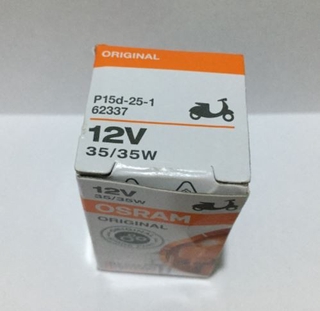 ORIGINAL
P15d-25-1
62337
12V
35/35W
12V
35/35W
OSRAM
ORIGINAL